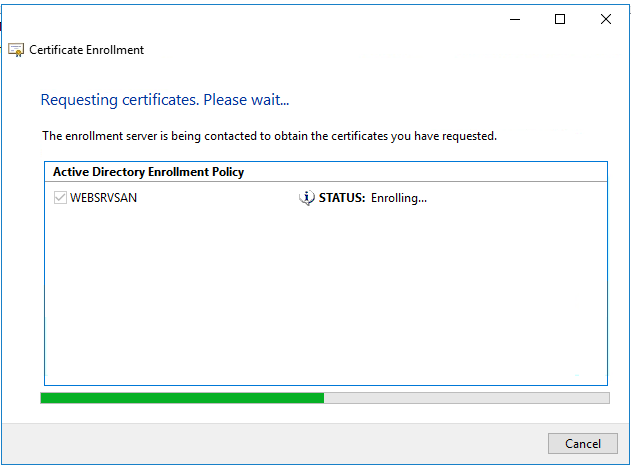 Certificate Enrollment
Requesting certificates. Please wait...
The enrollment server is being contacted to obtain the certificates you have requested.
Active Directory Enrollment Policy
WEBSRVSAN STATUS: Enrolling...
Cancel